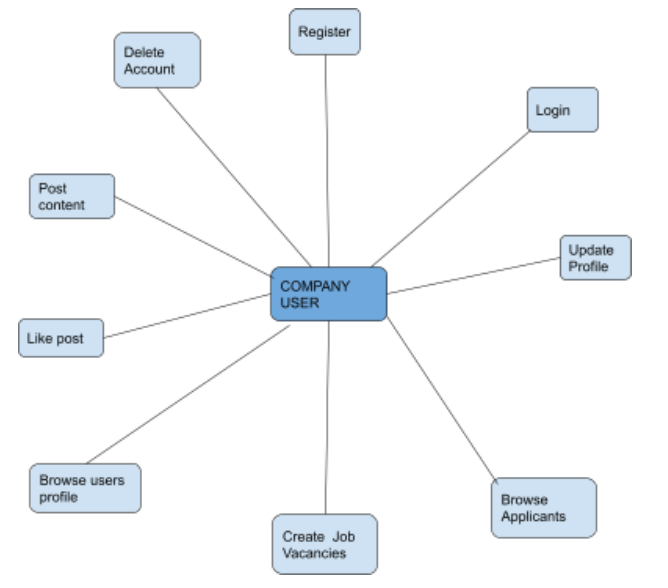 Register
Delete
Account
Login
Post
content
Update
Profile
COMPANY
USER
Like post
Browse users
profile
Browse
Applicants
Create Job
Vacancies